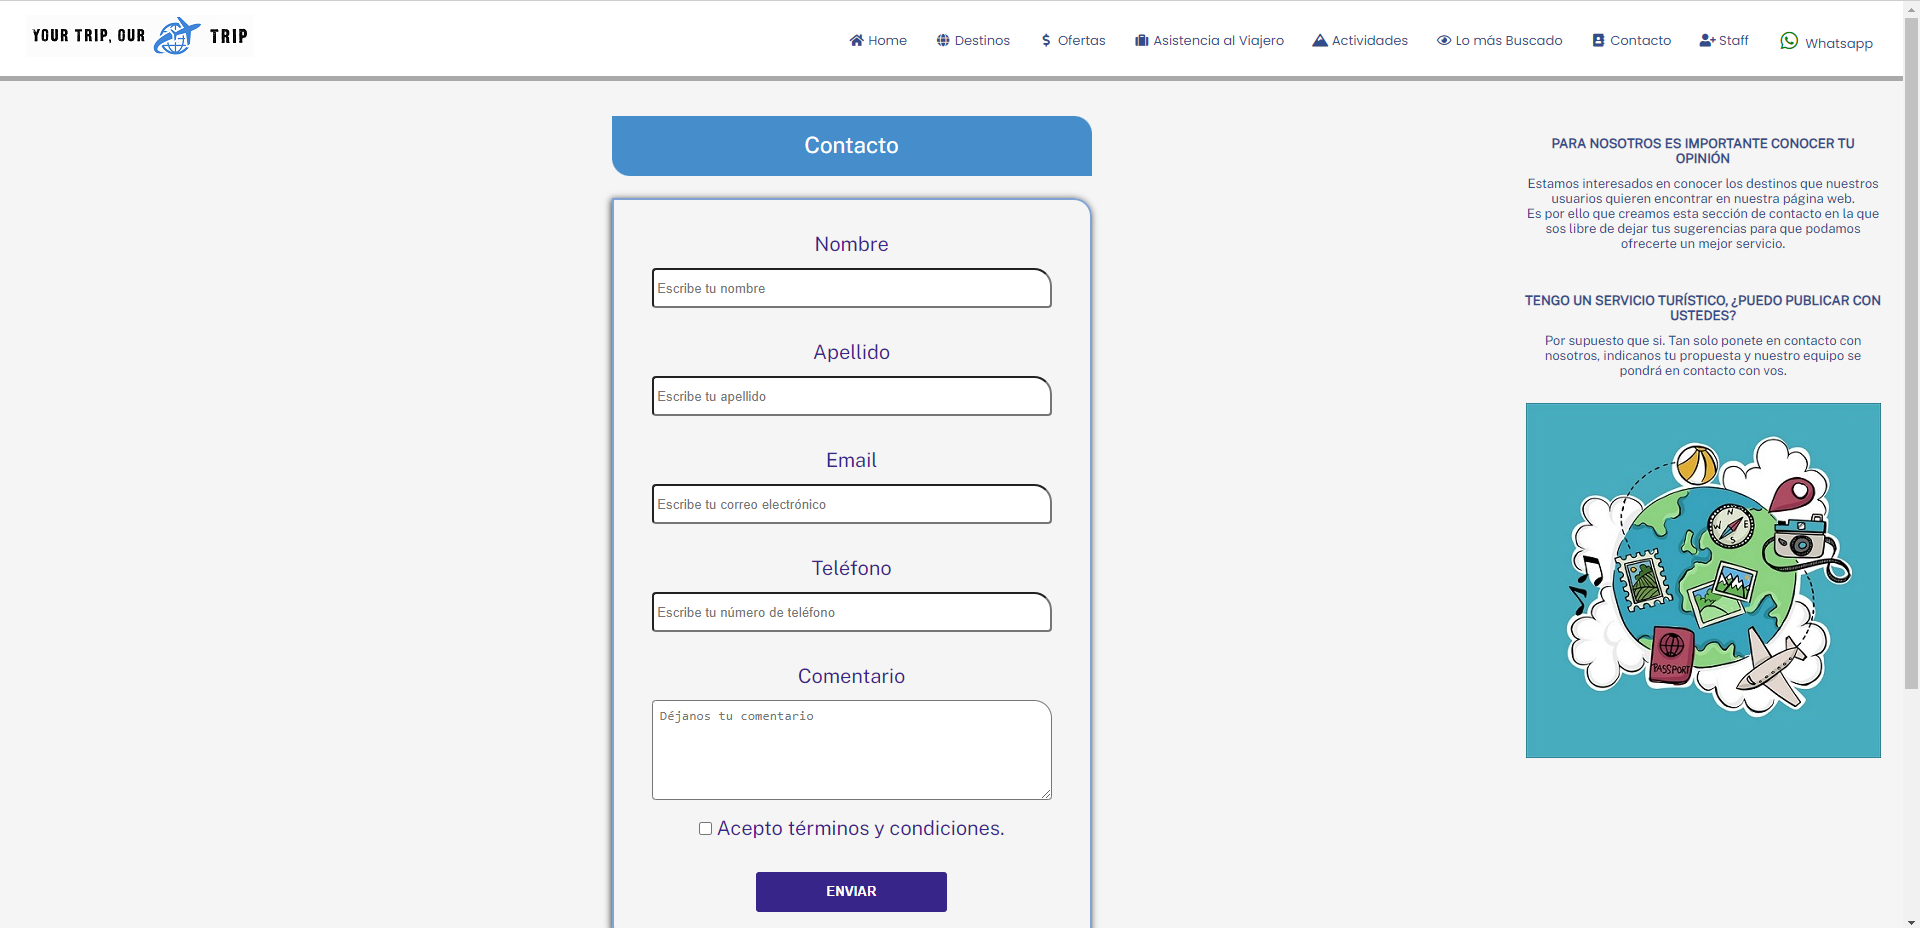 YOUR TRIP, OUR TRIP
Home
Destinos
Ofertas
Asistencia al Viajero
Actividades
Lo más Buscado
Contacto
Staff
Whatsapp
Contacto
Nombre
Escribe tu nombre
Apellido
Escribe tu apellido
Email
Escribe tu correo electrónico
Teléfono
Escribe tu número de teléfono
Comentario
Déjanos tu comentario
Acepto términos y condiciones.
ENVIAR
PARA NOSOTROS ES IMPORTANTE CONOCER TU
OPINIÓN
Estamos interesados en conocer los destinos que nuestros
usuarios quieren encontrar en nuestra página web.
Es por ello que creamos esta sección de contacto en la que
sos libre de dejar tus sugerencias para que podamos
ofrecerte un mejor servicio.
TENGO UN SERVICIO TURÍSTICO, ¿PUEDO PUBLICAR CON
USTEDES?
Por supuesto que si. Tan solo ponete en contacto con
nosotros, indicanos tu propuesta y nuestro equipo se
pondrá en contacto con vos.
N
W E
S
PASSPORT